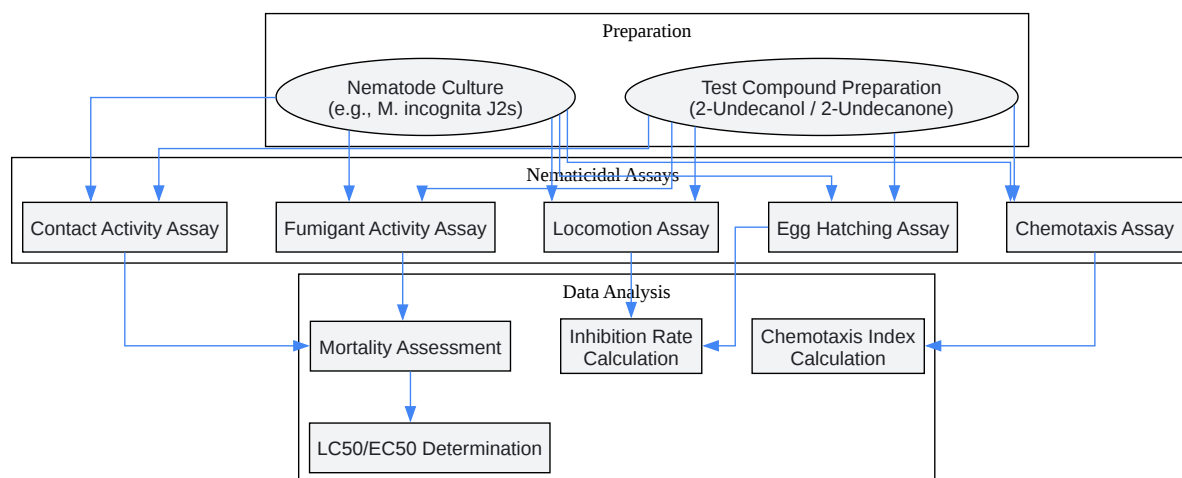 Preparation
Nematode Culture
(e.g., M. incognita J2s)
Test Compound Preparation
(2-Undecanol / 2-Undecanone)
Nematicidal Assays
Contact Activity Assay
Fumigant Activity Assay
Locomotion Assay
Egg Hatching Assay
Chemotaxis Assay
Data Analysis
Mortality Assessment
Inhibition Rate
Calculation
Chemotaxis Index
Calculation
LC50/EC50 Determination